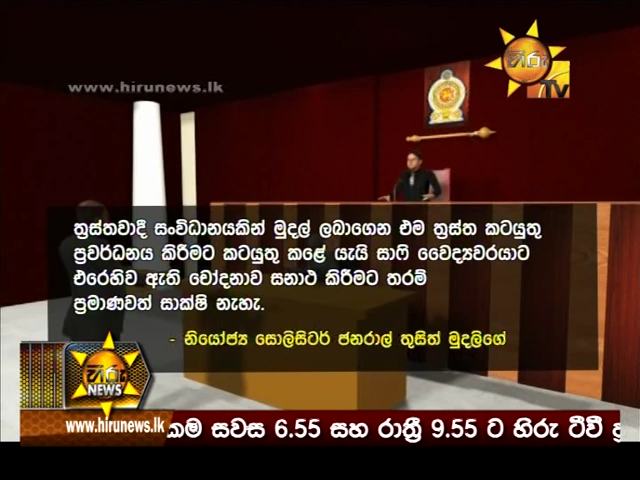 www.hirunews.lk
හිරු
TV
ත්‍රස්තවාදී සංවිධානයකින් මුදල් ලබාගෙන එම ත්‍රස්ත කටයුතු
ප්‍රවර්ධනය කිරීමට කටයුතු කළේ යැයි සාෆි වෛද්‍යවරයාට
එරෙහිව ඇති චෝදනාව සනාථ කිරීමට තරම්
ප්‍රමාණවත් සාක්ෂි නැහැ.
- නියෝජ්‍ය සොලිසිටර් ජනරාල් තුසිත් මුදලිගේ
හිරු
NEWS
www.hirunews.lk
කම සවස 6.55 සහ රාත්‍රී 9.55 ට හිරු ටීවී